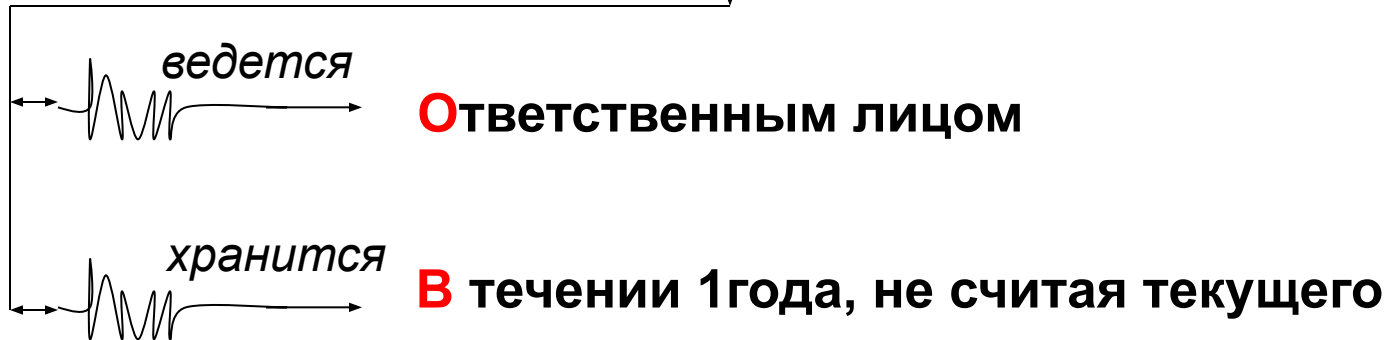 ведется
Ответственным лицом
хранится
В течении 1года, не считая текущего